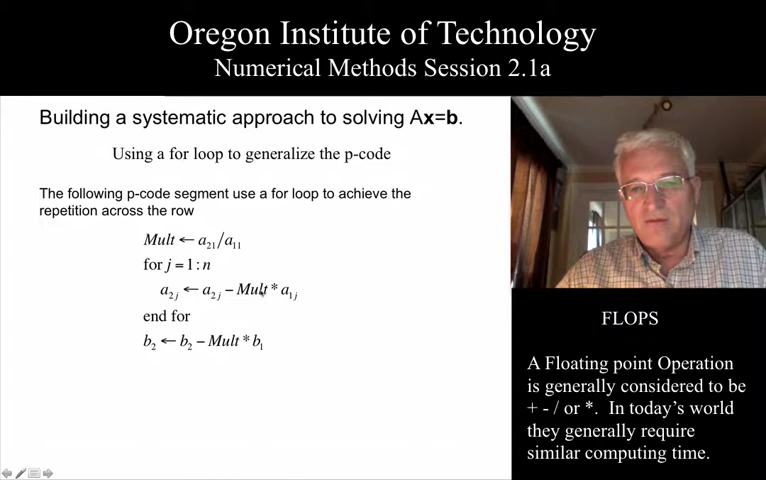 Oregon Institute of Technology
Numerical Methods Session 2.1a
Building a systematic approach to solving Ax=b.
Using a for loop to generalize the p-code
The following p-code segment use a for loop to achieve the
repetition across the row
Mult ← a₂₁/a₁₁
for j = 1 : n
a₂ⱼ ← a₂ⱼ − Mult * a₁ⱼ
end for
b₂ ← b₂ − Mult * b₁
FLOPS
A Floating point Operation
is generally considered to be
+ - / or *. In today's world
they generally require
similar computing time.